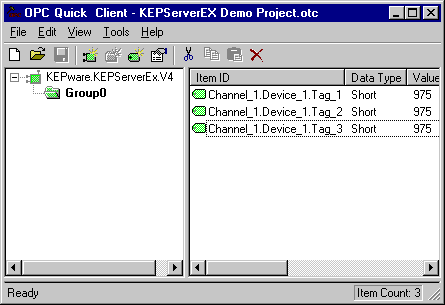 OPC Quick Client - KEPServerEX Demo Project.otc
File Edit View Tools Help
KEPware.KEPServerEx.V4
Group0
Item ID Data Type Value
Channel_1.Device_1.Tag_1 Short 975
Channel_1.Device_1.Tag_2 Short 975
Channel_1.Device_1.Tag_3 Short 975
Ready Item Count: 3